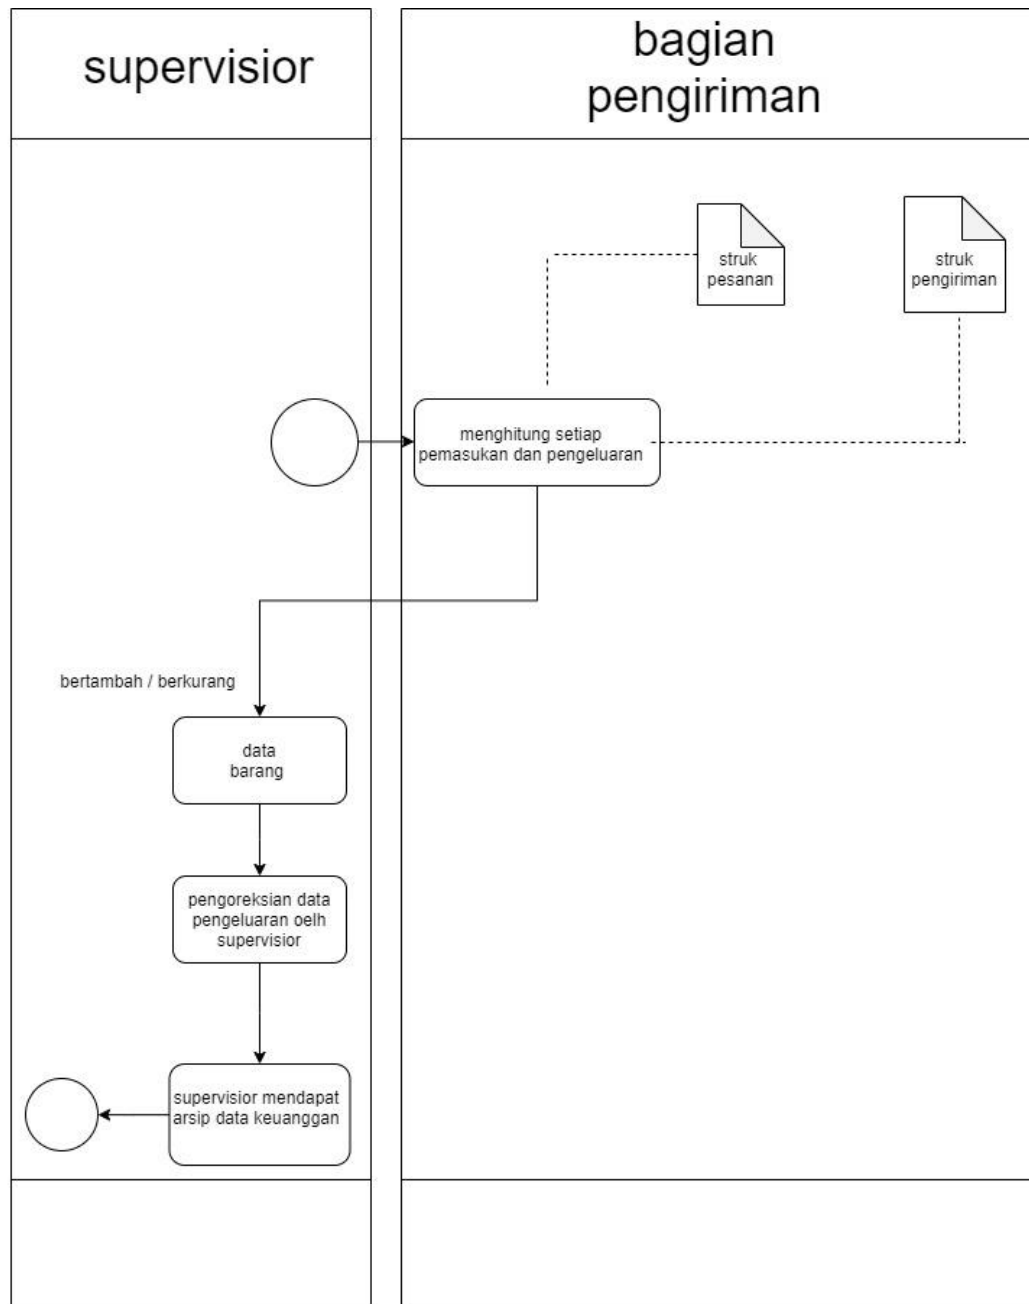 supervisior
bagian
pengiriman
struk
pesanan
struk
pengiriman
menghitung setiap
pemasukan dan pengeluaran
bertambah / berkurang
data
barang
pengoreksian data
pengeluaran oelh
supervisior
supervisior mendapat
arsip data keuanggan